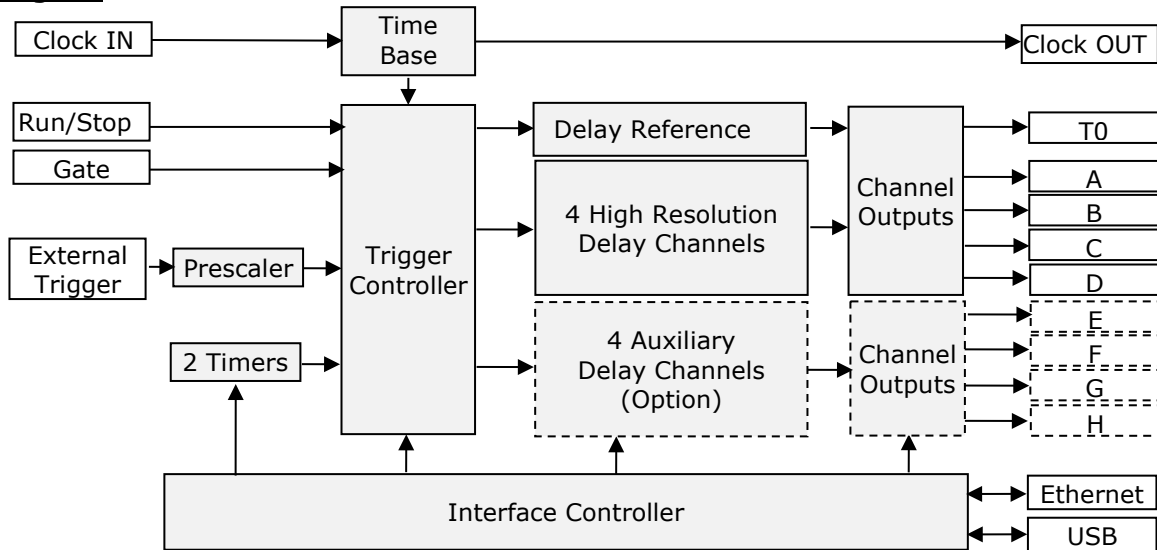 Clock IN
Time
Base
Clock OUT
Run/Stop
Gate
External
Trigger
Prescaler
2 Timers
Trigger
Controller
Delay Reference
4 High Resolution
Delay Channels
4 Auxiliary
Delay Channels
(Option)
Channel
Outputs
Channel
Outputs
T0
A
B
C
D
E
F
G
H
Interface Controller
Ethernet
USB